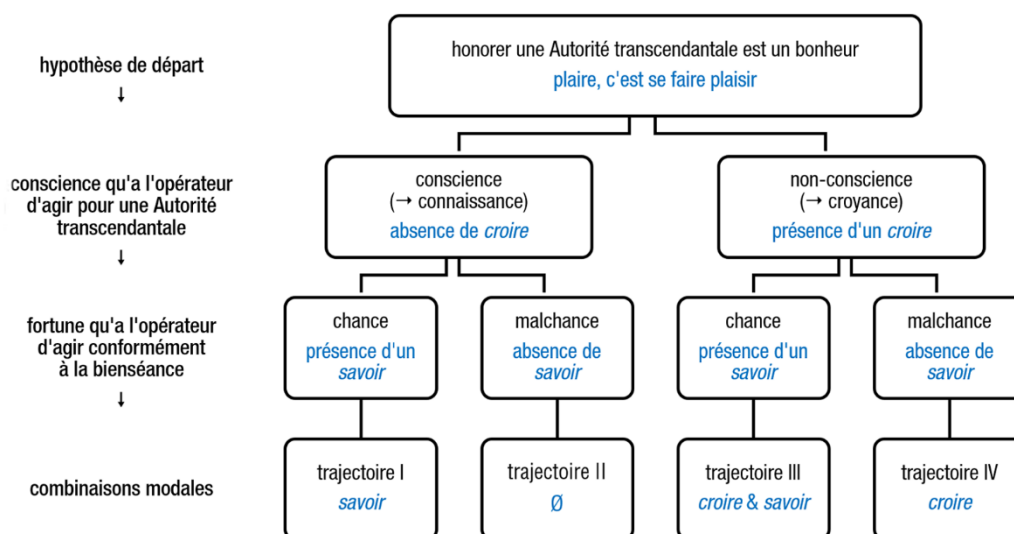 hypothèse de départ
↓
honorer une Autorité transcendantale est un bonheur
plaire, c'est se faire plaisir
conscience qu'a l'opérateur
d'agir pour une Autorité
transcendantale
↓
conscience
(→ connaissance)
absence de croire
non-conscience
(→ croyance)
présence d'un croire
fortune qu'a l'opérateur
d'agir conformément
à la bienséance
↓
chance
présence d'un
savoir
malchance
absence de
savoir
chance
présence d'un
savoir
malchance
absence de
savoir
combinaisons modales
trajectoire I
savoir
trajectoire II
Ø
trajectoire III
croire & savoir
trajectoire IV
croire